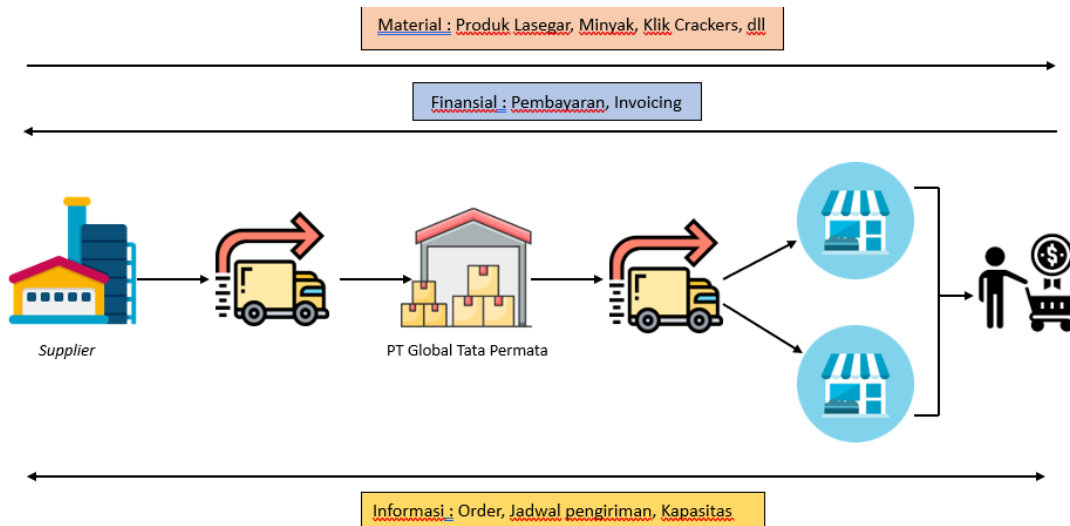 Material : Produk Lasegar, Minyak, Klik Crackers, dll
Finansial : Pembayaran, Invoicing
Supplier
PT Global Tata Permata
Informasi : Order, Jadwal pengiriman, Kapasitas